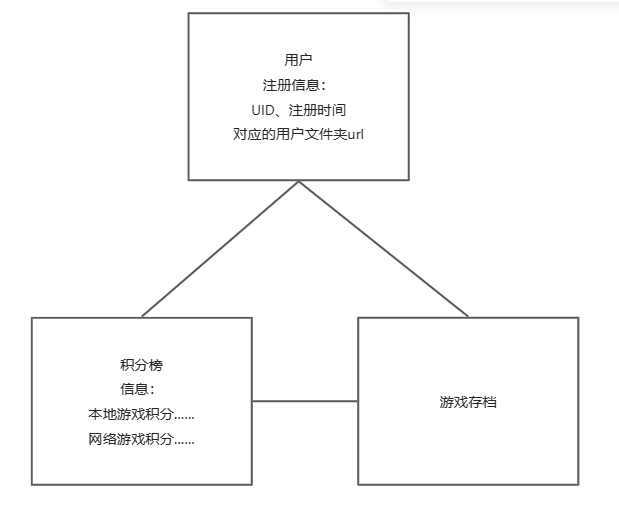 用户
注册信息：
UID、注册时间
对应的用户文件夹url
积分榜
信息：
本地游戏积分......
网络游戏积分......
游戏存档